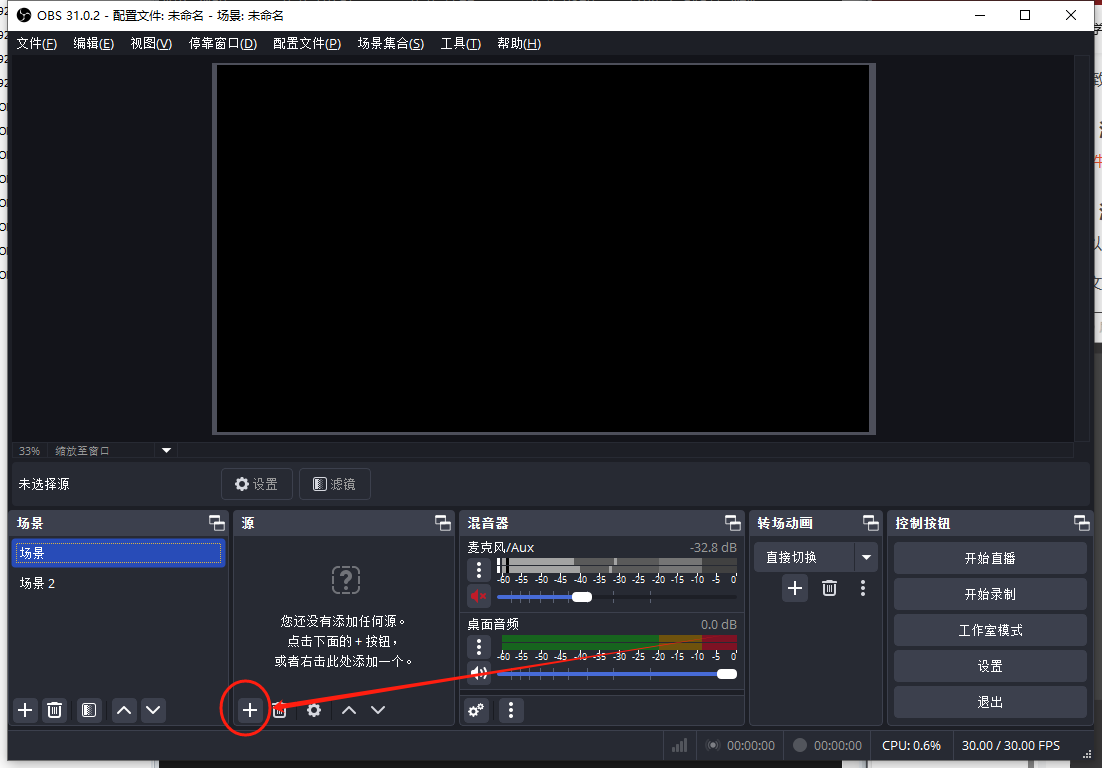 OBS 31.0.2 - 配置文件: 未命名 - 场景: 未命名
文件(F) 编辑(E) 视图(V) 停靠窗口(D) 配置文件(P) 场景集合(S) 工具(T) 帮助(H)
33% 缩放至窗口
未选择源 设置 滤镜
场景
场景
场景 2
源
您还没有添加任何源。
点击下面的 + 按钮，
或者右击此处添加一个。
混音器
麦克风/Aux -32.8 dB
-60 -55 -50 -45 -40 -35 -30 -25 -20 -15 -10 -5 0
桌面音频 0.0 dB
-60 -55 -50 -45 -40 -35 -30 -25 -20 -15 -10 -5 0
转场动画
直接切换
控制按钮
开始直播
开始录制
工作室模式
设置
退出
00:00:00 00:00:00 CPU: 0.6% 30.00 / 30.00 FPS